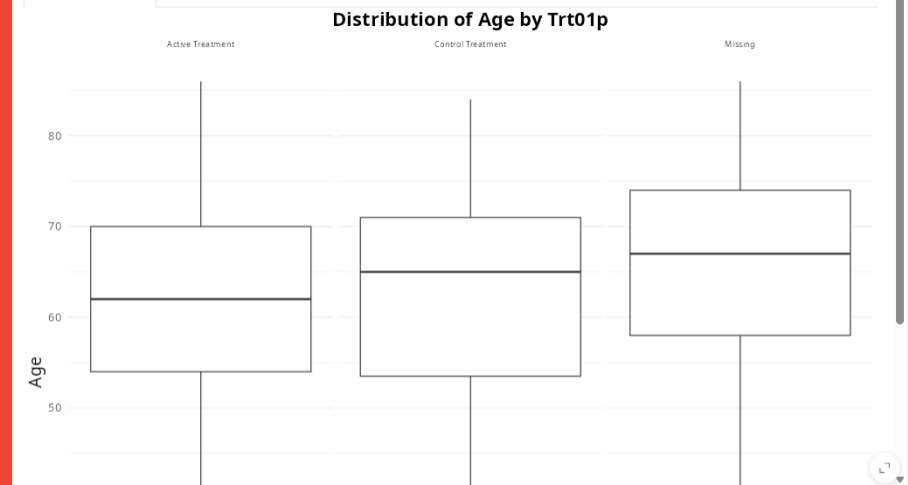 Distribution of Age by Trt01p
Active Treatment Control Treatment Missing
80
70
60
50
Age